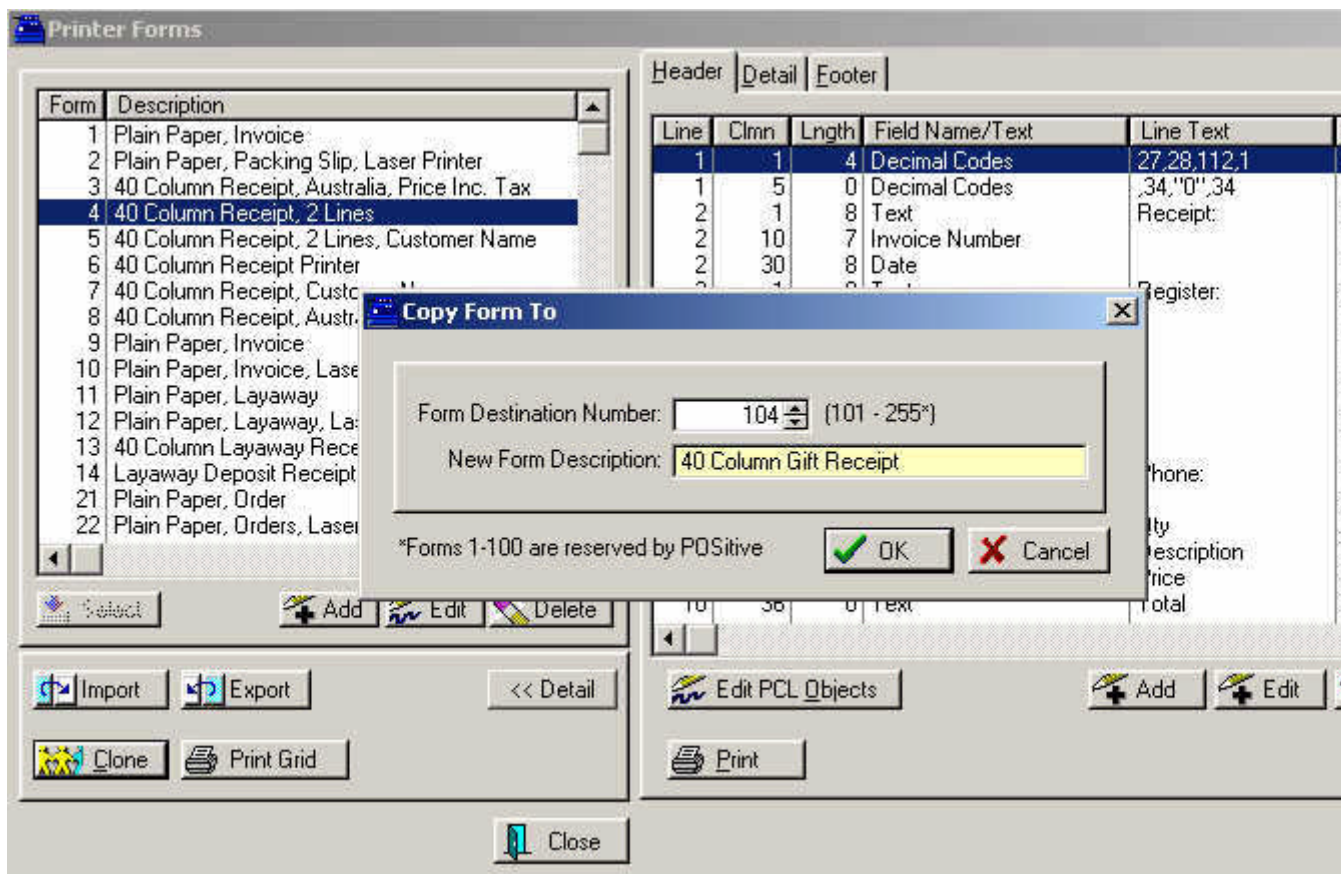 Printer Forms
Form Description
1 Plain Paper, Invoice
2 Plain Paper, Packing Slip, Laser Printer
3 40 Column Receipt, Australia, Price Inc. Tax
4 40 Column Receipt, 2 Lines
5 40 Column Receipt, 2 Lines, Customer Name
6 40 Column Receipt Printer
7 40 Column Receipt,
8 40 Column Receipt,
9 Plain Paper, Invoice
10 Plain Paper, Invoice,
11 Plain Paper, Layaway
12 Plain Paper, Layaway,
13 40 Column Layaway
14 Layaway Deposit Receipt
21 Plain Paper, Order
22 Plain Paper, Orders,
Select Add Edit Delete
Import Export << Detail
Clone Print Grid
Close
Header Detail Footer
Line Clmn Lngth Field Name/Text Line Text
1 1 4 Decimal Codes 27,28,112,1
1 5 0 Decimal Codes ,34,"0",34
2 1 8 Text Receipt:
2 10 7 Invoice Number
2 30 8 Date
Register:
Phone:
Description
Price
10 36 0 Text Total
Edit PCL Objects Add Edit
Print
Copy Form To
Form Destination Number: 104 (101 - 255*)
New Form Description: 40 Column Gift Receipt
*Forms 1-100 are reserved by POSitive OK Cancel